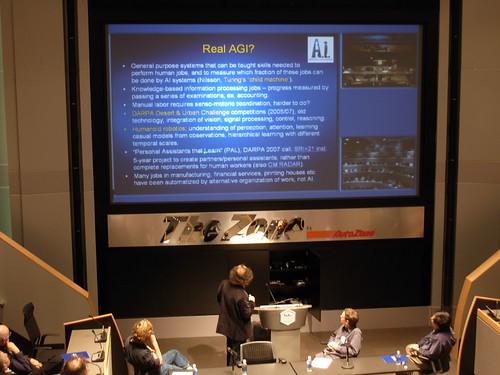 Real AGI?
A.I.
• General purpose systems that can be taught skills needed to
perform human jobs, and to measure which fraction of these jobs can
be done by AI systems (Nilsson, Turing's "child machine").
• Knowledge-based information processing jobs – progress measured by
passing a series of examinations, ex. accounting.
• Manual labor requires senso-motoric coordination, harder to do?
• DARPA Desert & Urban Challenge competitions (2005/07), old
technology, integration of vision, signal processing, control, reasoning.
• Humanoid robotics: understanding of perception, attention, learning
casual models from observations, hierarchical learning with different
temporal scales.
• "Personal Assistants that Learn" (PAL), DARPA 2007 call, SRI+21 inst.
5-year project to create partners/personal assistants, rather than
complete replacements for human workers (also CM RADAR).
• Many jobs in manufacturing, financial services, printing houses etc
have been automatized by alternative organization of work, not AI.
The Zone
AutoZone